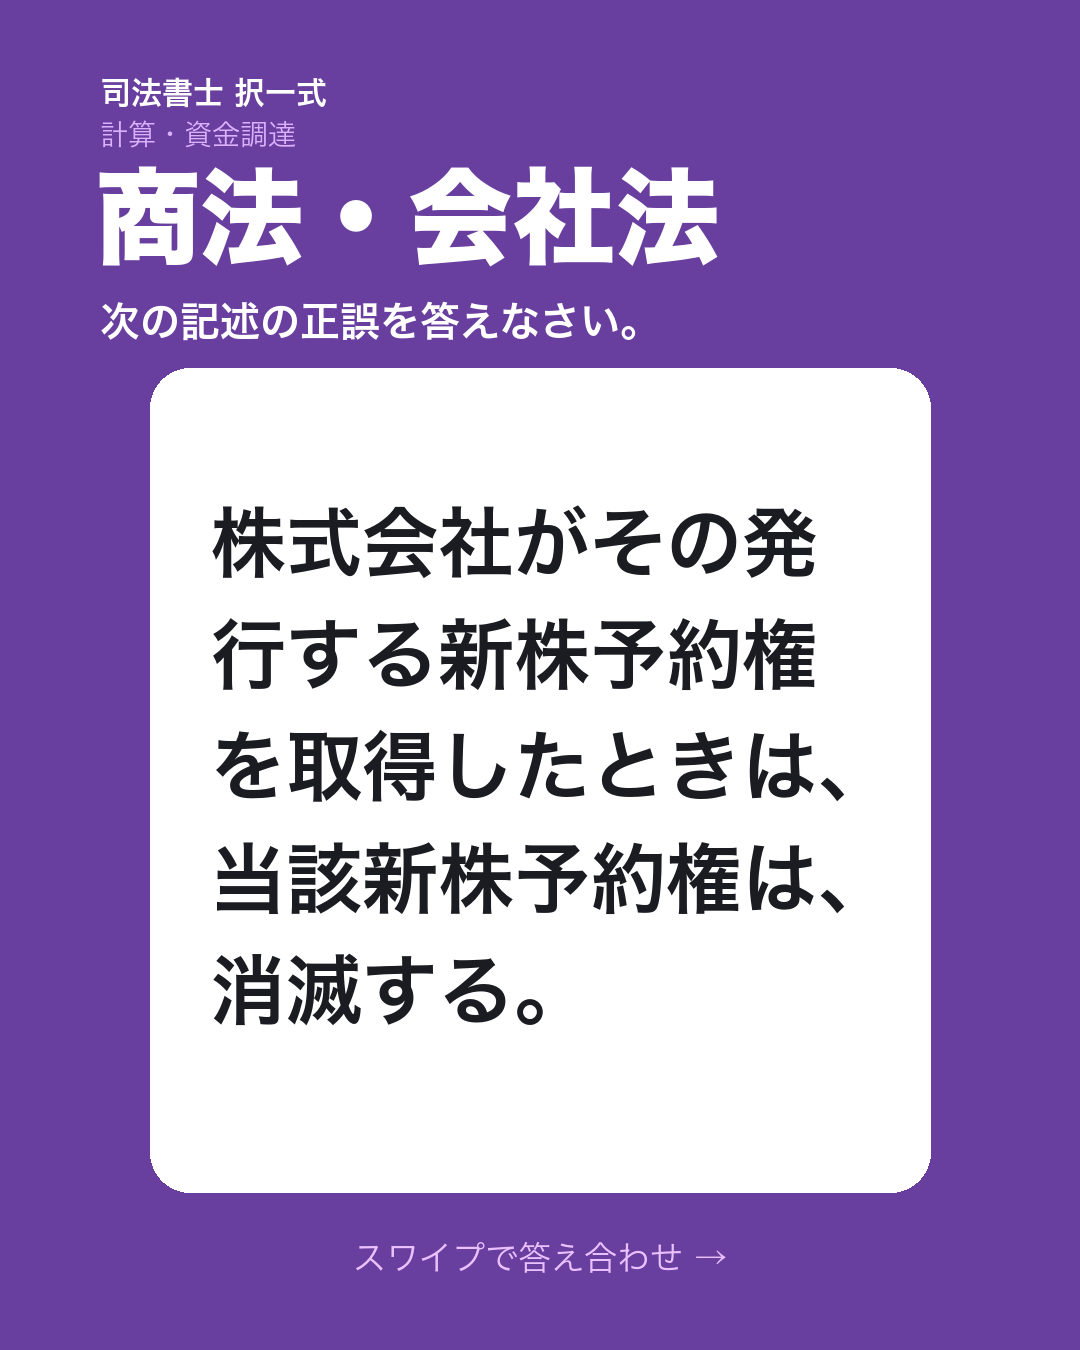 司法書士 択一式
計算・資金調達
商法・会社法
次の記述の正誤を答えなさい。
株式会社がその発
行する新株予約権
を取得したときは、
当該新株予約権は、
消滅する。
スワイプで答え合わせ →